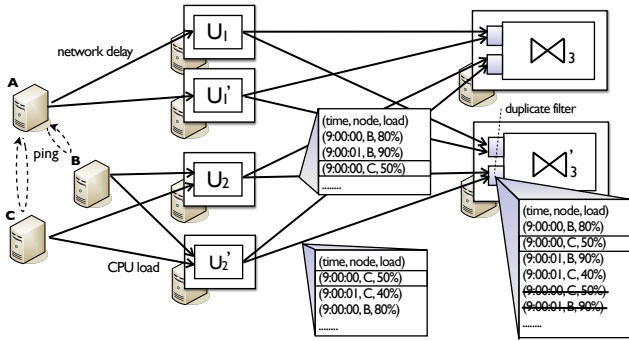 U1
network delay
A
U1'
⋈3
duplicate filter
ping
B
(time, node, load)
(9:00:00, B, 80%)
(9:00:01, B, 90%)
(9:00:00, C, 50%)
........
U2
⋈'3
C
CPU load
U2'
(time, node, load)
(9:00:00, C, 50%)
(9:00:01, C, 40%)
(9:00:00, B, 80%)
........
(time, node, load)
(9:00:00, B, 80%)
(9:00:00, C, 50%)
(9:00:01, B, 90%)
(9:00:01, C, 40%)
(9:00:00, C, 50%)
(9:00:01, B, 90%)
........